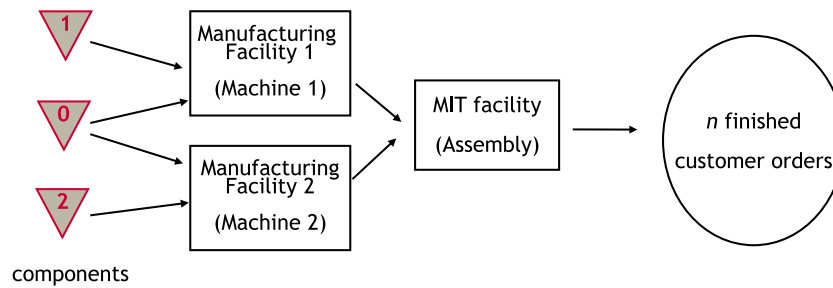 1
0
2
components
Manufacturing
Facility 1
(Machine 1)
Manufacturing
Facility 2
(Machine 2)
MIT facility
(Assembly)
n finished
customer orders